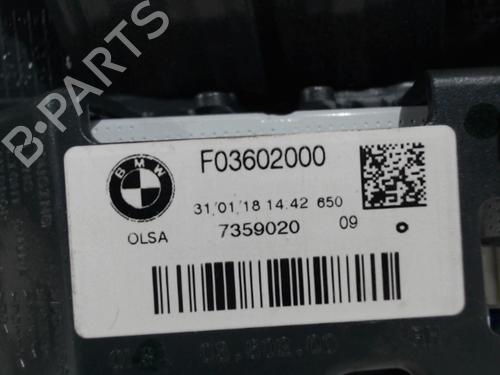 B-PARTS
BMW
F03602000
31/01/18 14.42 650
OLSA
7359020 09